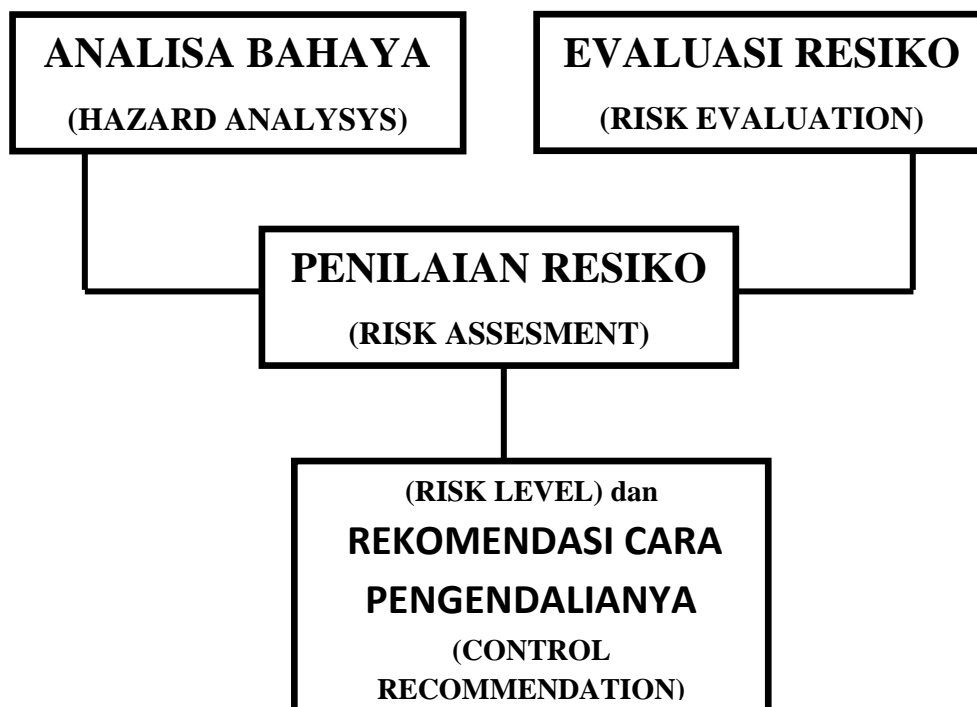 ANALISA BAHAYA
(HAZARD ANALYSYS)
EVALUASI RESIKO
(RISK EVALUATION)
PENILAIAN RESIKO
(RISK ASSESMENT)
(RISK LEVEL) dan
REKOMENDASI CARA
PENGENDALIANYA
(CONTROL
RECOMMENDATION)